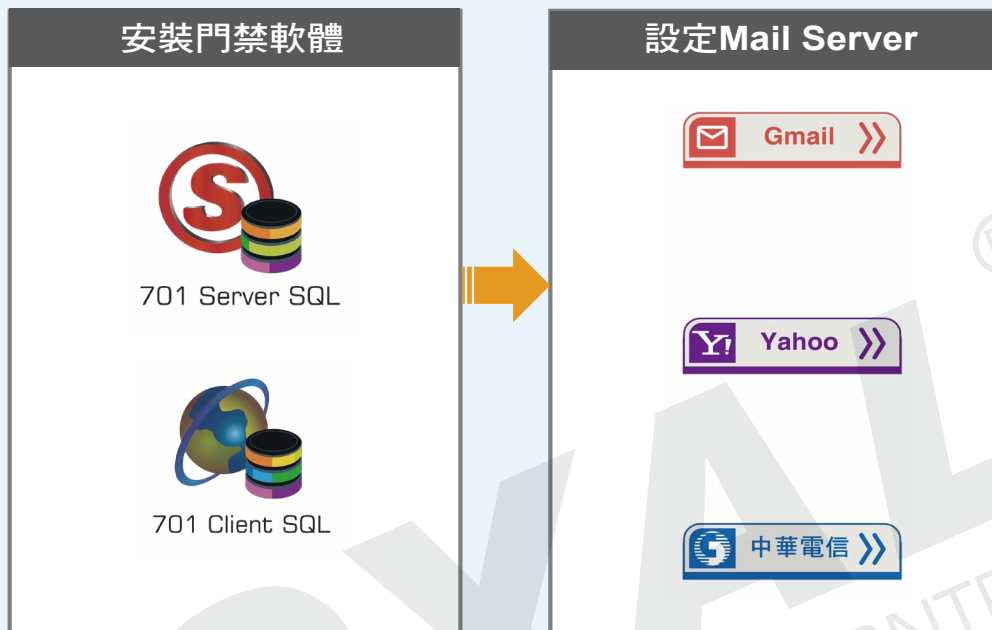 安裝門禁軟體
701 Server SQL
701 Client SQL
設定Mail Server
Gmail
Yahoo
中華電信